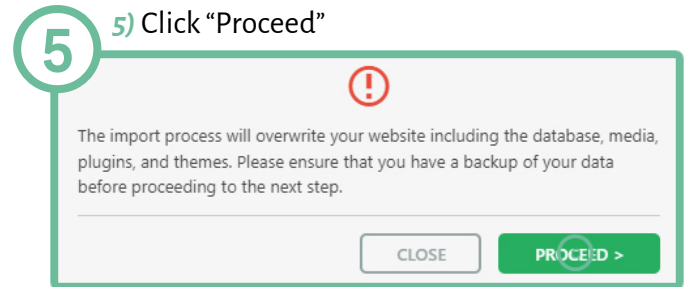 5) Click “Proceed”
5
The import process will overwrite your website including the database, media,
plugins, and themes. Please ensure that you have a backup of your data
before proceeding to the next step.
CLOSE
PROCEED >